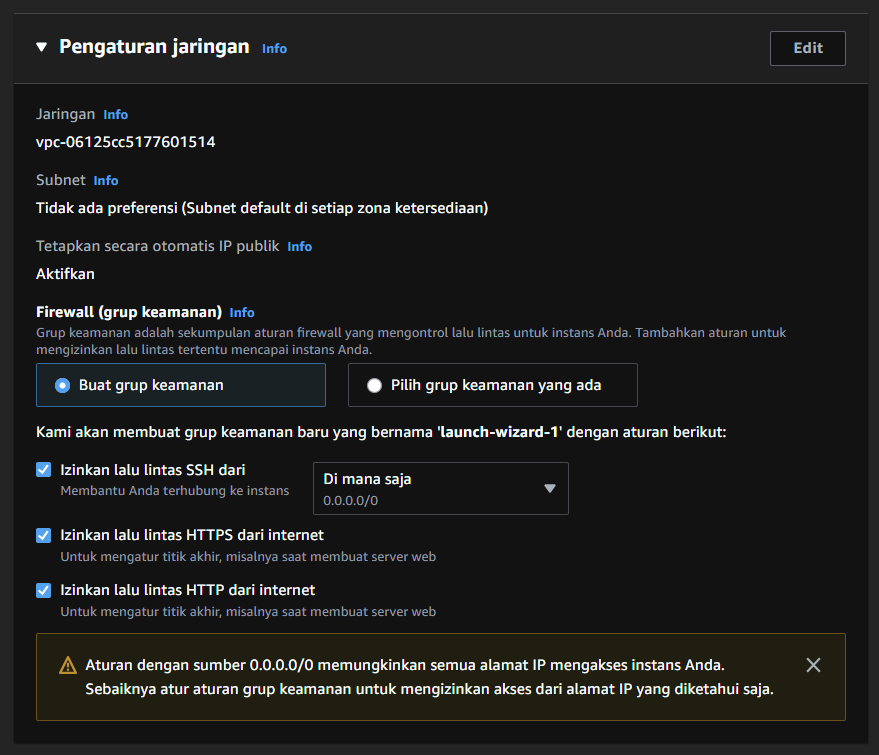 Pengaturan jaringan Info
Edit
Jaringan Info
vpc-06125cc5177601514
Subnet Info
Tidak ada preferensi (Subnet default di setiap zona ketersediaan)
Tetapkan secara otomatis IP publik Info
Aktifkan
Firewall (grup keamanan) Info
Grup keamanan adalah sekumpulan aturan firewall yang mengontrol lalu lintas untuk instans Anda. Tambahkan aturan untuk
mengizinkan lalu lintas tertentu mencapai instans Anda.
Buat grup keamanan
Pilih grup keamanan yang ada
Kami akan membuat grup keamanan baru yang bernama 'launch-wizard-1' dengan aturan berikut:
Izinkan lalu lintas SSH dari
Membantu Anda terhubung ke instans
Di mana saja
0.0.0.0/0
Izinkan lalu lintas HTTPS dari internet
Untuk mengatur titik akhir, misalnya saat membuat server web
Izinkan lalu lintas HTTP dari internet
Untuk mengatur titik akhir, misalnya saat membuat server web
Aturan dengan sumber 0.0.0.0/0 memungkinkan semua alamat IP mengakses instans Anda.
Sebaiknya atur aturan grup keamanan untuk mengizinkan akses dari alamat IP yang diketahui saja.